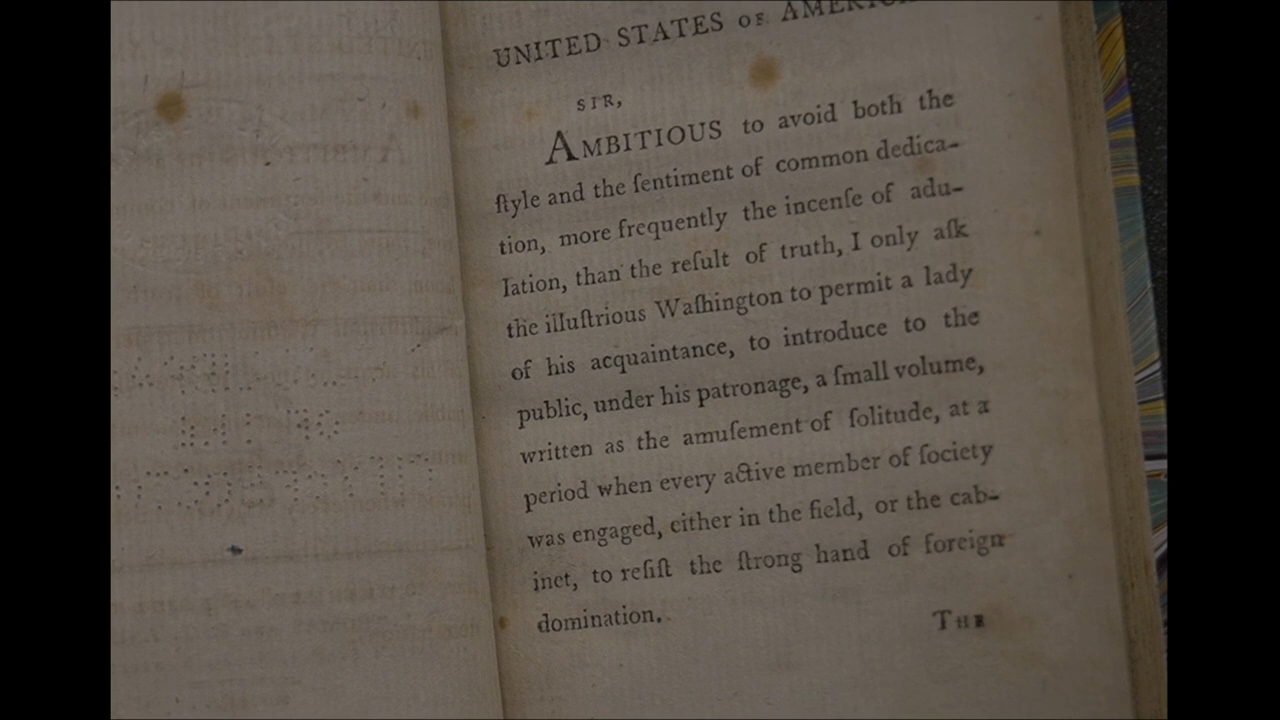 UNITED STATES OF AMERICA
SIR,
AMBITIOUS to avoid both the
ſtyle and the ſentiment of common dedica-
tion, more frequently the incenſe of adu-
lation, than the reſult of truth, I only aſk
the illuſtrious Waſhington to permit a lady
of his acquaintance, to introduce to the
public, under his patronage, a ſmall volume,
written as the amuſement of ſolitude, at a
period when every active member of ſociety
was engaged, either in the field, or the cab-
inet, to reſiſt the ſtrong hand of foreign
domination.
THE